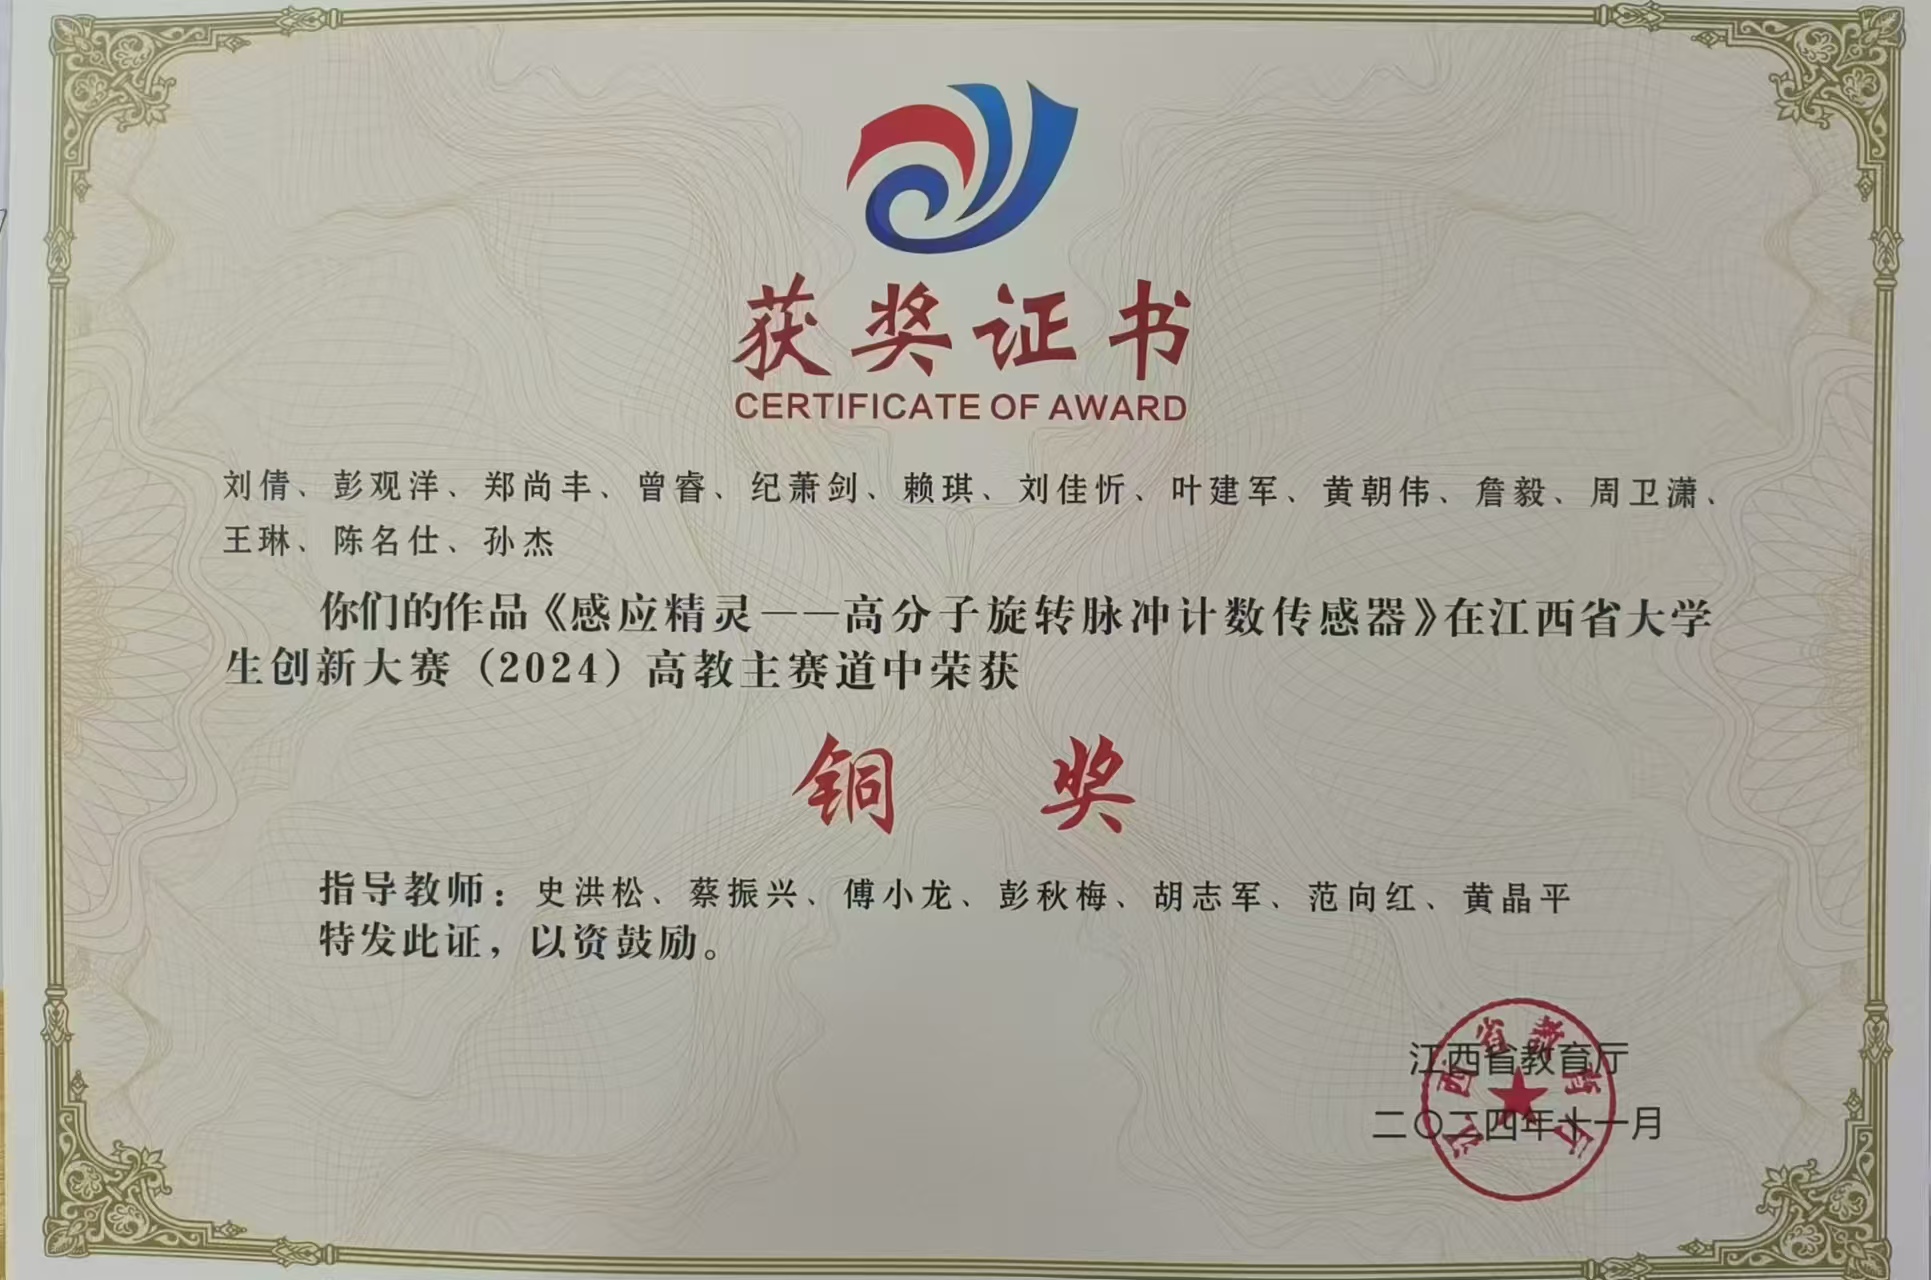 获奖证书
CERTIFICATE OF AWARD
刘倩、彭观洋、郑尚丰、曾睿、纪萧剑、赖琪、刘佳忻、叶建军、黄朝伟、詹毅、周卫潇、
王琳、陈名仕、孙杰
你们的作品《感应精灵——高分子旋转脉冲计数传感器》在江西省大学
生创新大赛（2024）高教主赛道中荣获
铜奖
指导教师：史洪松、蔡振兴、傅小龙、彭秋梅、胡志军、范向红、黄晶平
特发此证，以资鼓励。
江西省教育厅
江西省教育厅
二〇二四年十一月